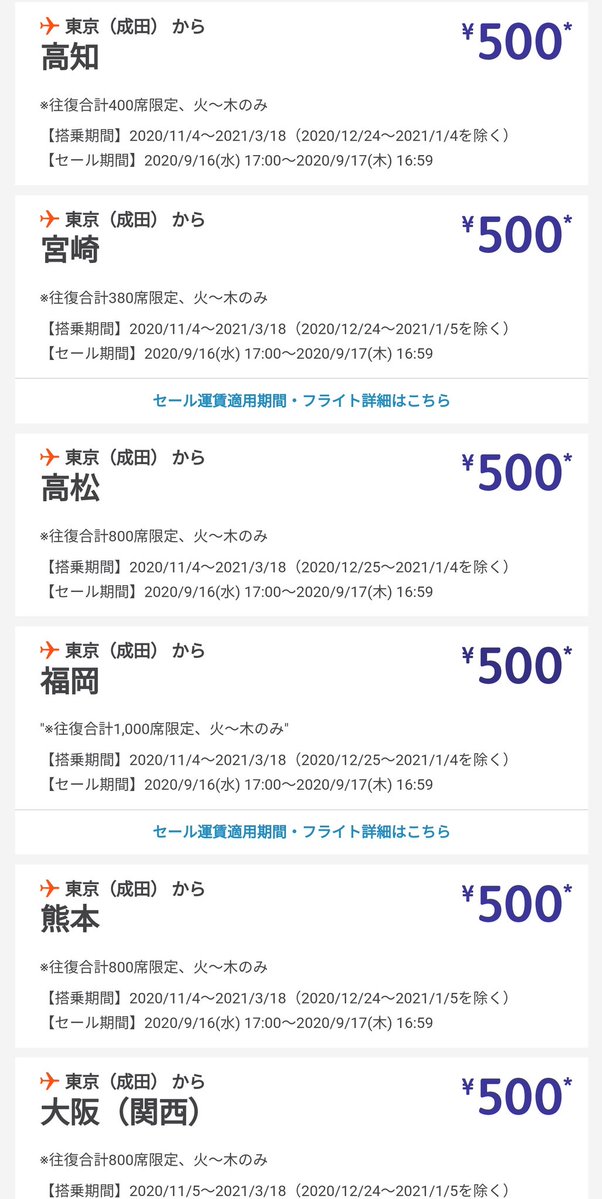 東京（成田） から
高知
¥500*
※往復合計400席限定、火〜木のみ
【搭乗期間】2020/11/4〜2021/3/18（2020/12/24〜2021/1/4を除く）
【セール期間】2020/9/16(水) 17:00〜2020/9/17(木) 16:59
東京（成田） から
宮崎
¥500*
※往復合計380席限定、火〜木のみ
【搭乗期間】2020/11/4〜2021/3/18（2020/12/24〜2021/1/5を除く）
【セール期間】2020/9/16(水) 17:00〜2020/9/17(木) 16:59
セール運賃適用期間・フライト詳細はこちら
東京（成田） から
高松
¥500*
※往復合計800席限定、火〜木のみ
【搭乗期間】2020/11/4〜2021/3/18（2020/12/25〜2021/1/4を除く）
【セール期間】2020/9/16(水) 17:00〜2020/9/17(木) 16:59
東京（成田） から
福岡
¥500*
"※往復合計1,000席限定、火〜木のみ"
【搭乗期間】2020/11/4〜2021/3/18（2020/12/25〜2021/1/4を除く）
【セール期間】2020/9/16(水) 17:00〜2020/9/17(木) 16:59
セール運賃適用期間・フライト詳細はこちら
東京（成田） から
熊本
¥500*
※往復合計800席限定、火〜木のみ
【搭乗期間】2020/11/4〜2021/3/18（2020/12/24〜2021/1/5を除く）
【セール期間】2020/9/16(水) 17:00〜2020/9/17(木) 16:59
東京（成田） から
大阪（関西）
¥500*
※往復合計800席限定、火〜木のみ
【搭乗期間】2020/11/5〜2021/3/18（2020/12/24〜2021/1/5を除く）